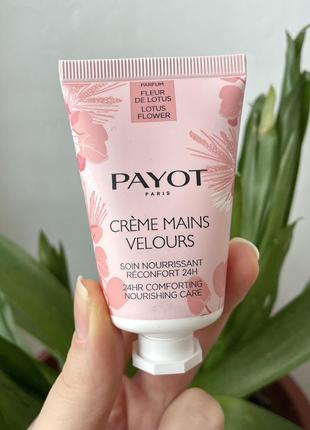 PARFUM
FLEUR
DE LOTUS
LOTUS
FLOWER
PAYOT
PARIS
CRÈME MAINS
VELOURS
SOIN NOURRISSANT
RÉCONFORT 24H
24HR COMFORTING
NOURISHING CARE